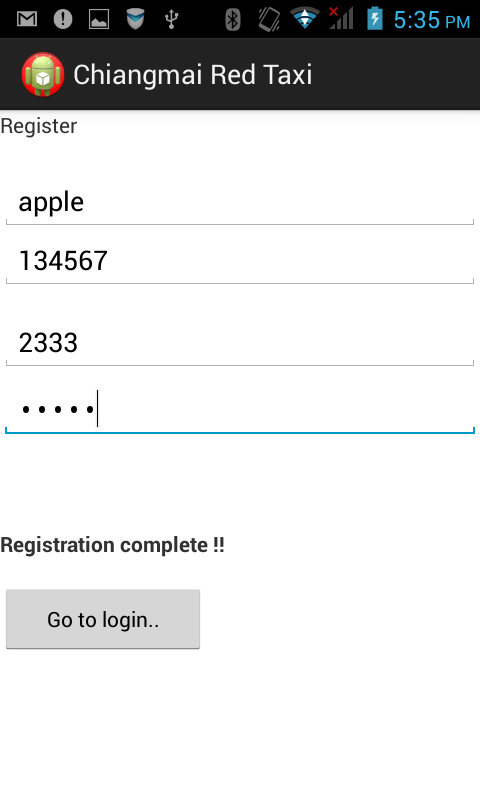 5:35 PM
Chiangmai Red Taxi
Register
apple
134567
2333
•••••
Registration complete !!
Go to login..